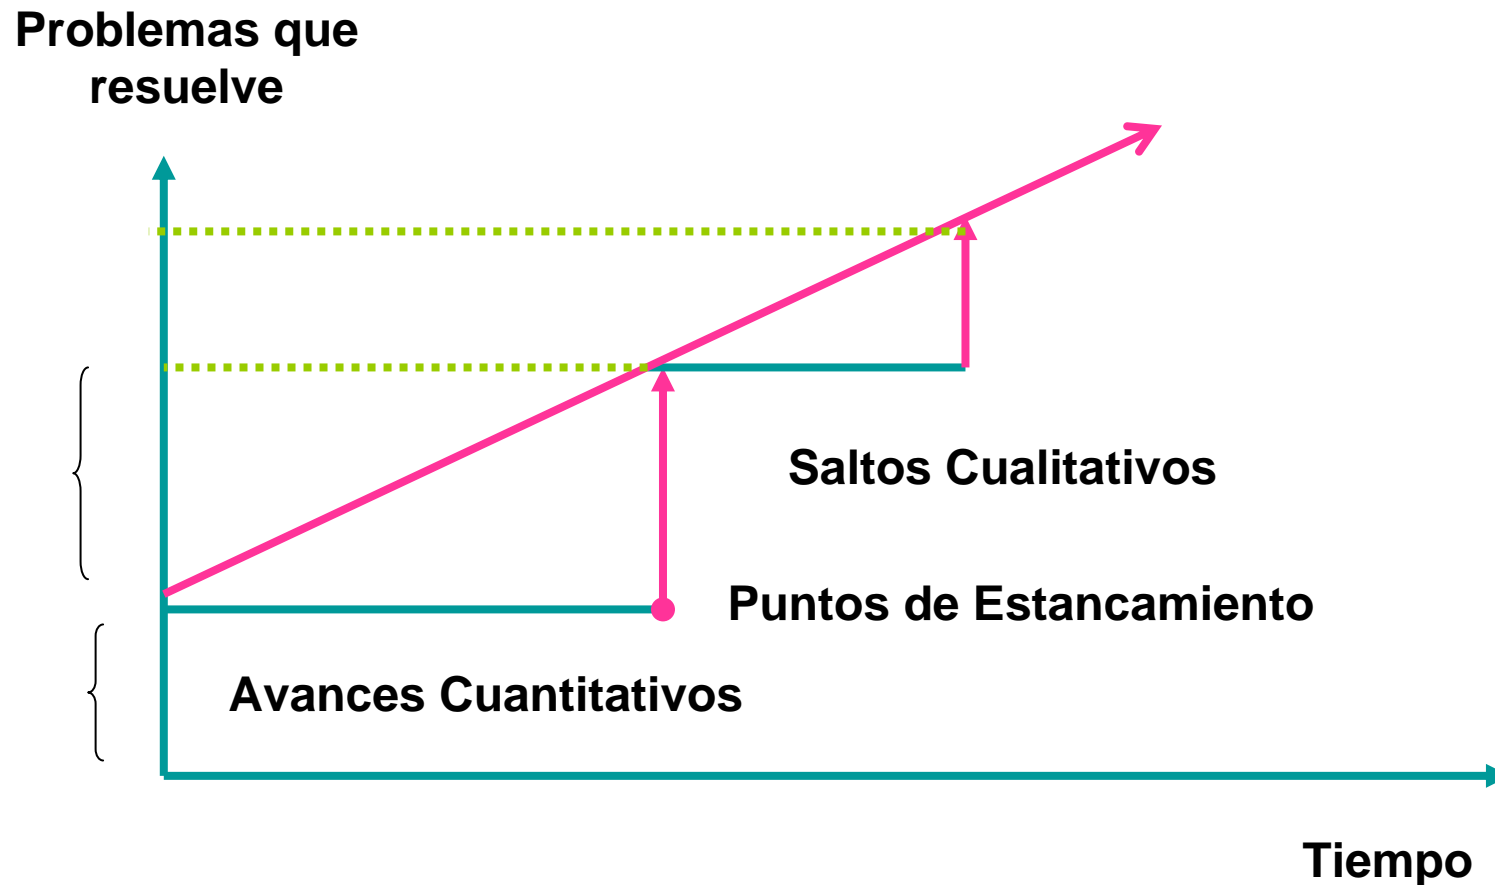 Problemas que
resuelve
Saltos Cualitativos
Puntos de Estancamiento
Avances Cuantitativos
Tiempo